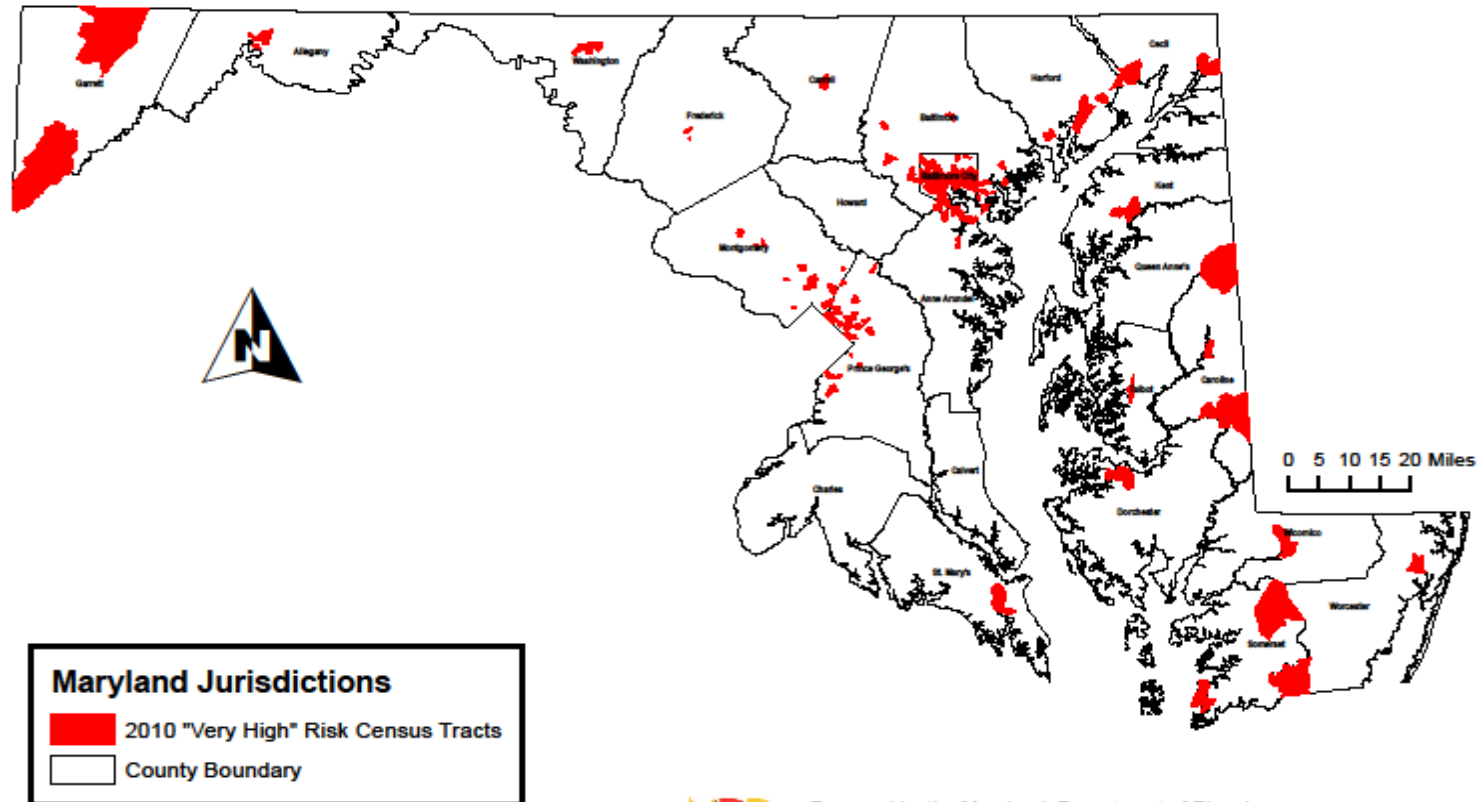 Cecil
Allegany
Washington
Garrett
Carroll
Harford
Frederick
Baltimore
Baltimore City
Kent
Howard
Montgomery
Queen Anne's
Anne Arundel
N
Prince George's
Caroline
0 5 10 15 20 Miles
Calvert
Charles
Dorchester
St. Mary's
Worcester
Somerset
Maryland Jurisdictions
2010 "Very High" Risk Census Tracts
County Boundary